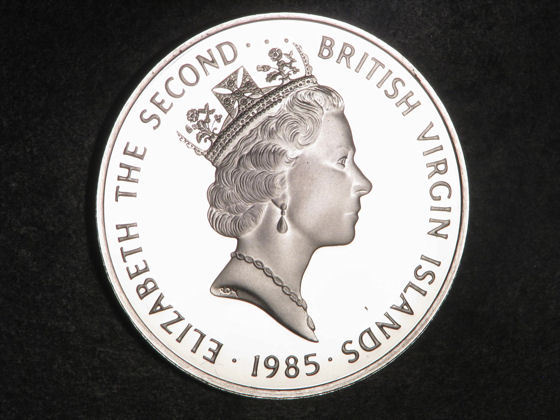 ELIZABETH THE SECOND · BRITISH VIRGIN ISLANDS
· 1985 ·